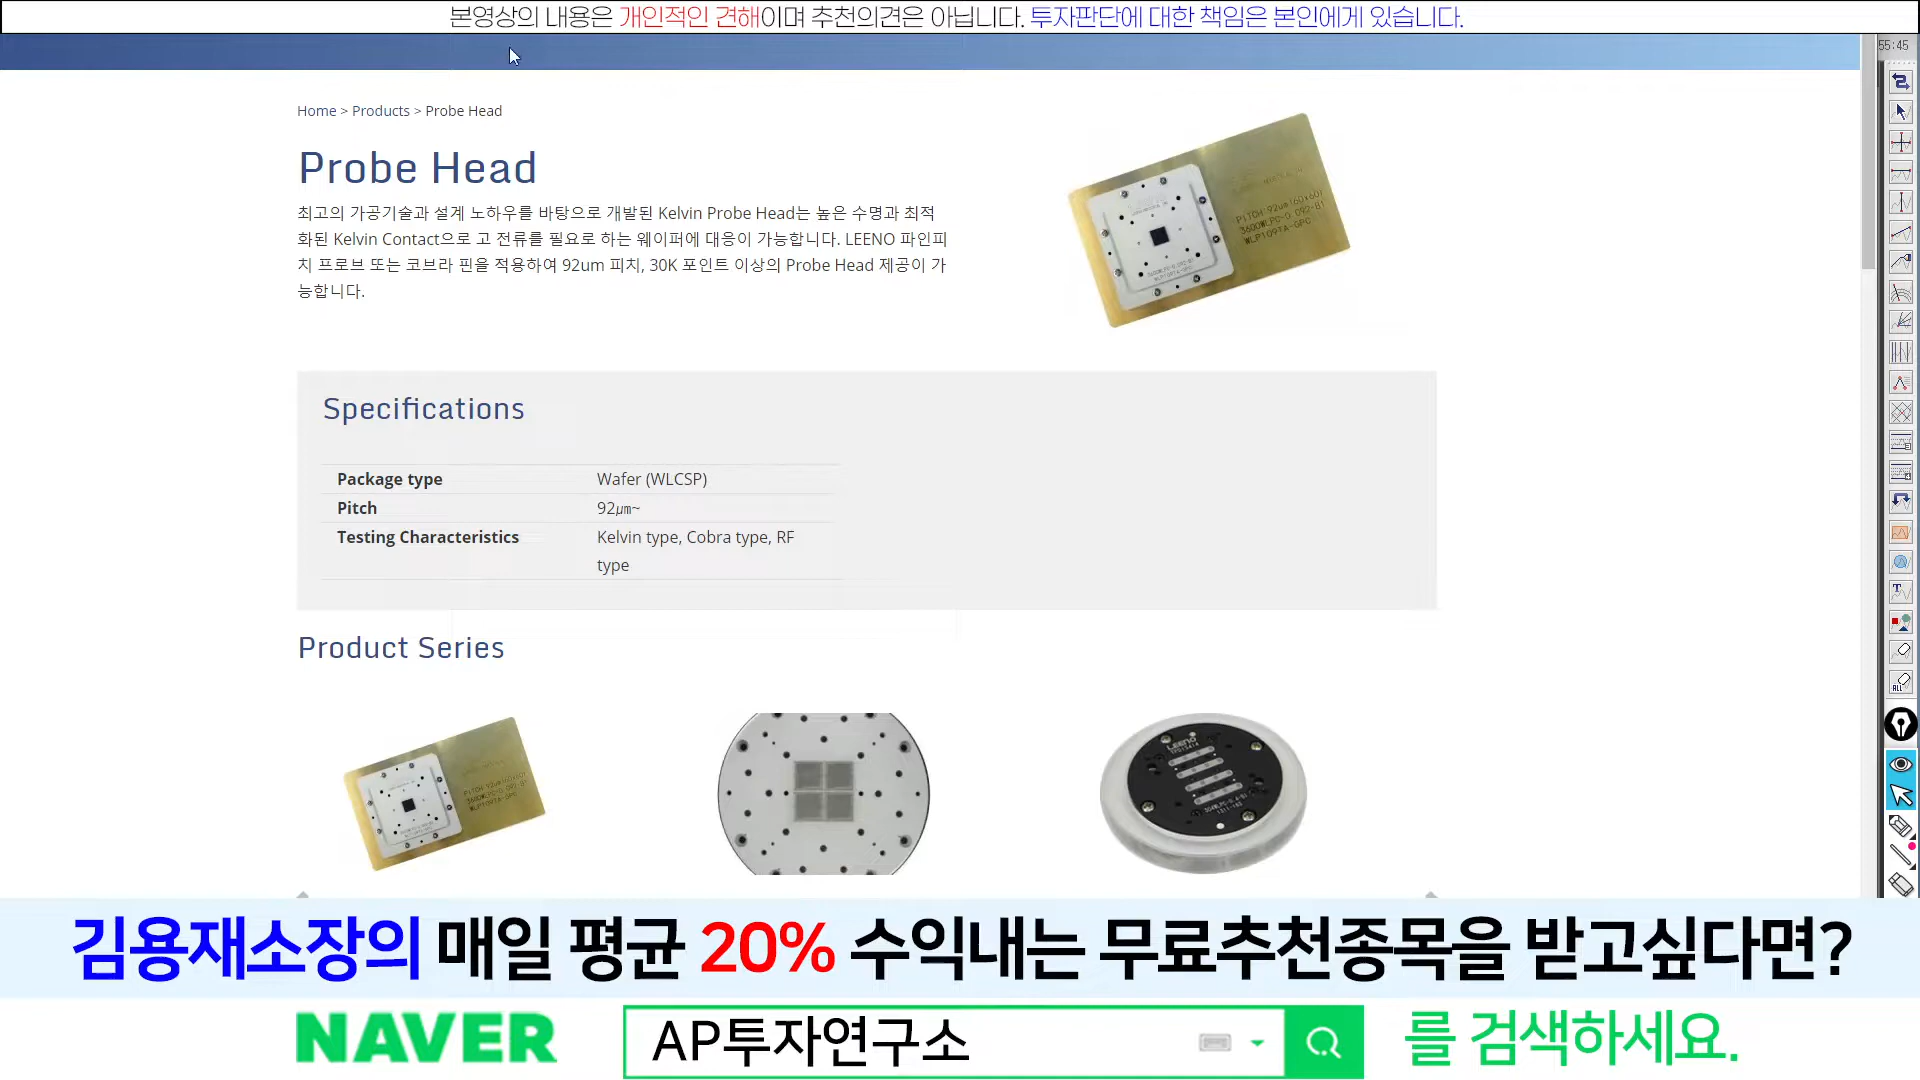 본영상의 내용은 개인적인 견해이며 추천의견은 아닙니다. 투자판단에 대한 책임은 본인에게 있습니다.
55:45
Home > Products > Probe Head
Probe Head
최고의 가공기술과 설계 노하우를 바탕으로 개발된 Kelvin Probe Head는 높은 수명과 최적
화된 Kelvin Contact으로 고 전류를 필요로 하는 웨이퍼에 대응이 가능합니다. LEENO 파인피
치 프로브 또는 코브라 핀을 적용하여 92um 피치, 30K 포인트 이상의 Probe Head 제공이 가
능합니다.
PITCH:92um(60x60)
3600WLPC-0.092-B1
WLP109TA-GPC
Specifications
Package type Wafer (WLCSP)
Pitch 92㎛~
Testing Characteristics Kelvin type, Cobra type, RF
type
Product Series
LEENO
ALL
김용재소장의 매일 평균 20% 수익내는 무료추천종목을 받고싶다면?
NAVER AP투자연구소 를 검색하세요.